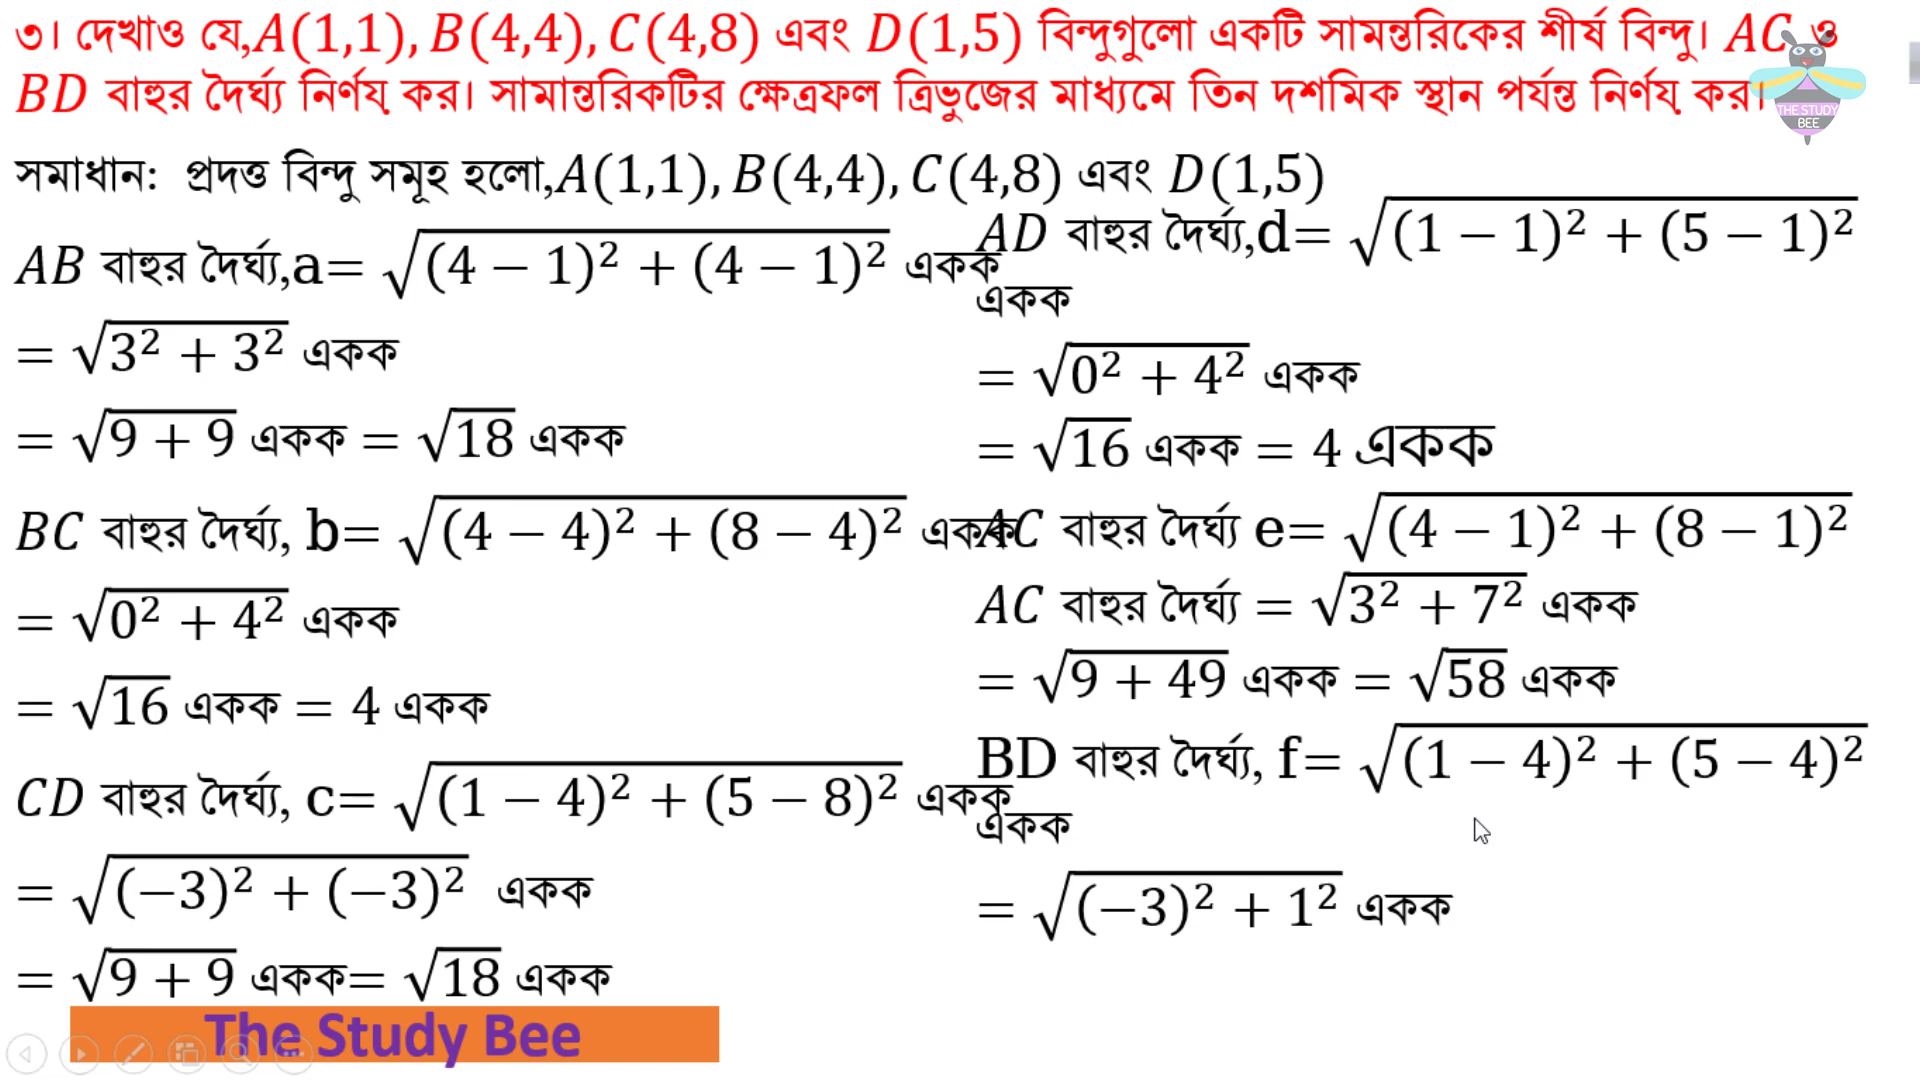 ৩। দেখাও যে,A(1,1), B(4,4), C(4,8) এবং D(1,5) বিন্দুগুলো একটি সামন্তরিকের শীর্ষ বিন্দু। AC ও
BD বাহুর দৈর্ঘ্য নির্ণয় কর। সামান্তরিকটির ক্ষেত্রফল ত্রিভুজের মাধ্যমে তিন দশমিক স্থান পর্যন্ত নির্ণয় কর।
THE STUDY
BEE
সমাধান: প্রদত্ত বিন্দু সমূহ হলো,A(1,1), B(4,4), C(4,8) এবং D(1,5)
AB বাহুর দৈর্ঘ্য,a= √((4 − 1)² + (4 − 1)²) একক
= √(3² + 3²) একক
= √(9 + 9) একক = √18 একক
BC বাহুর দৈর্ঘ্য, b= √((4 − 4)² + (8 − 4)²) একক
= √(0² + 4²) একক
= √16 একক = 4 একক
CD বাহুর দৈর্ঘ্য, c= √((1 − 4)² + (5 − 8)²) একক
= √((−3)² + (−3)²) একক
= √(9 + 9) একক= √18 একক
AD বাহুর দৈর্ঘ্য,d= √((1 − 1)² + (5 − 1)²)
একক
= √(0² + 4²) একক
= √16 একক = 4 একক
AC বাহুর দৈর্ঘ্য e= √((4 − 1)² + (8 − 1)²)
AC বাহুর দৈর্ঘ্য = √(3² + 7²) একক
= √(9 + 49) একক = √58 একক
BD বাহুর দৈর্ঘ্য, f= √((1 − 4)² + (5 − 4)²)
একক
= √((−3)² + 1²) একক
The Study Bee